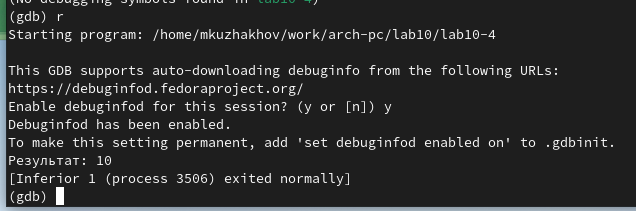 (No debugging symbols found in lab10-4)
(gdb) r
Starting program: /home/mkuzhakhov/work/arch-pc/lab10/lab10-4
This GDB supports auto-downloading debuginfo from the following URLs:
https://debuginfod.fedoraproject.org/
Enable debuginfod for this session? (y or [n]) y
Debuginfod has been enabled.
To make this setting permanent, add 'set debuginfod enabled on' to .gdbinit.
Результат: 10
[Inferior 1 (process 3506) exited normally]
(gdb)